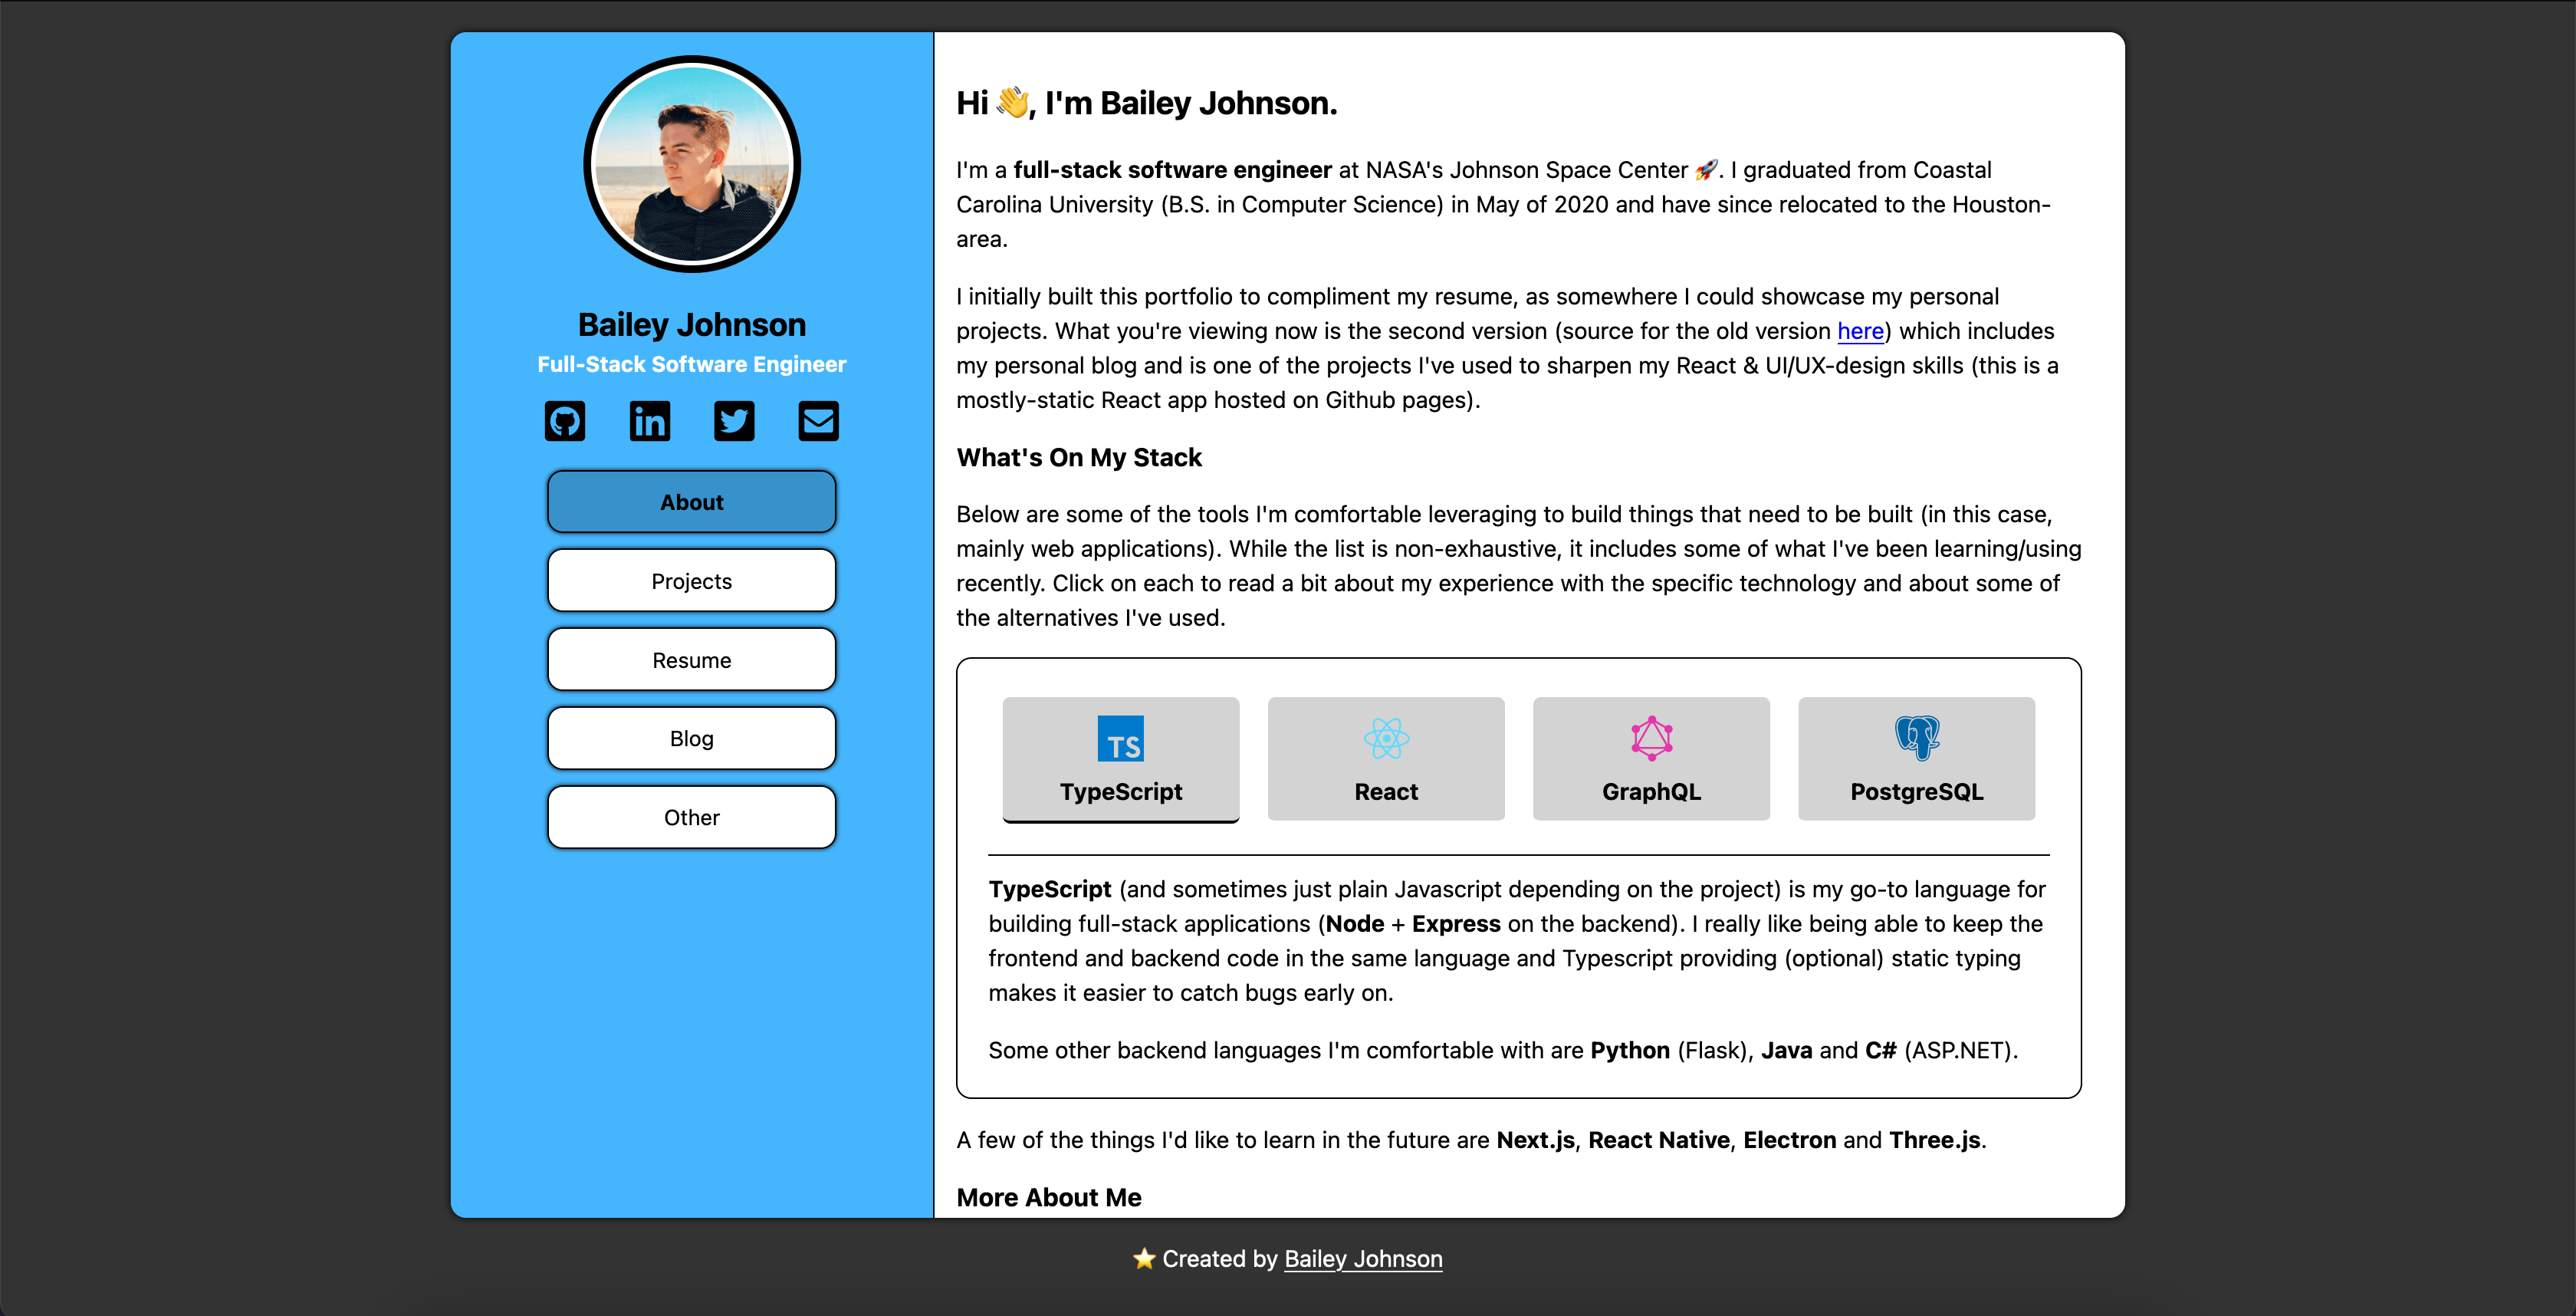 Bailey Johnson
Full-Stack Software Engineer
in
About
Projects
Resume
Blog
Other
Hi 👋, I'm Bailey Johnson.
I'm a full-stack software engineer at NASA's Johnson Space Center 🚀. I graduated from Coastal
Carolina University (B.S. in Computer Science) in May of 2020 and have since relocated to the Houston-
area.
I initially built this portfolio to compliment my resume, as somewhere I could showcase my personal
projects. What you're viewing now is the second version (source for the old version here) which includes
my personal blog and is one of the projects I've used to sharpen my React & UI/UX-design skills (this is a
mostly-static React app hosted on Github pages).
What's On My Stack
Below are some of the tools I'm comfortable leveraging to build things that need to be built (in this case,
mainly web applications). While the list is non-exhaustive, it includes some of what I've been learning/using
recently. Click on each to read a bit about my experience with the specific technology and about some of
the alternatives I've used.
TS
TypeScript
React
GraphQL
PostgreSQL
TypeScript (and sometimes just plain Javascript depending on the project) is my go-to language for
building full-stack applications (Node + Express on the backend). I really like being able to keep the
frontend and backend code in the same language and Typescript providing (optional) static typing
makes it easier to catch bugs early on.
Some other backend languages I'm comfortable with are Python (Flask), Java and C# (ASP.NET).
A few of the things I'd like to learn in the future are Next.js, React Native, Electron and Three.js.
More About Me
⭐ Created by Bailey Johnson